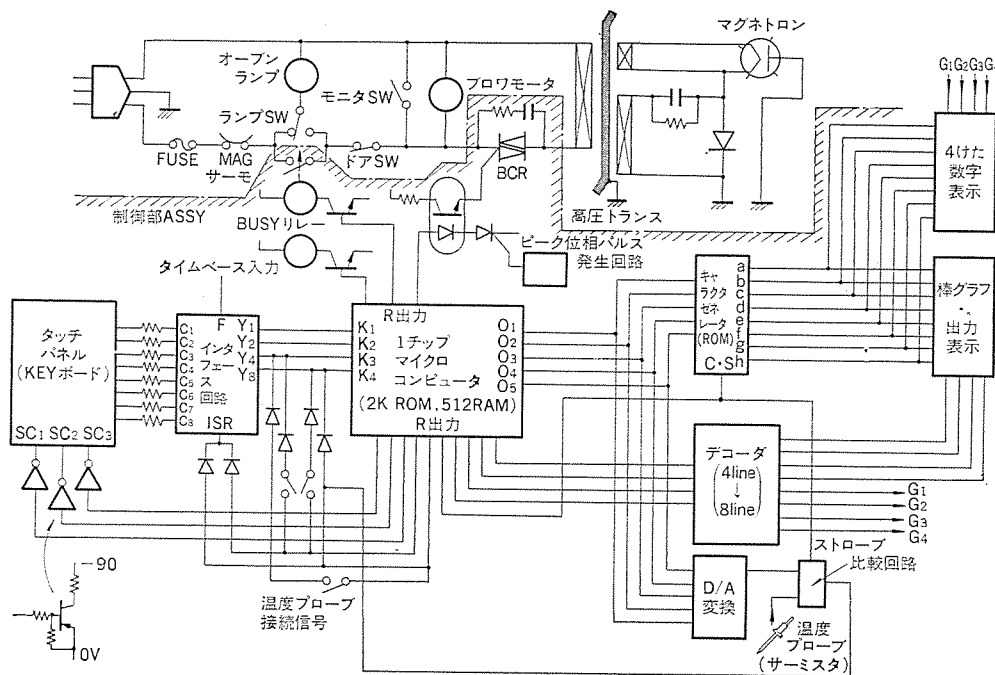 マグネトロン
オーブン
ランプ
モニタSW
ブロワモータ
ランプSW
FUSE
MAG
サーモ
ドアSW
BCR
制御部ASSY
BUSYリレー
高圧トランス
ピーク位相パルス
発生回路
タイムベース入力
G₁ G₂ G₃ G₄
4けた
数字
表示
棒グラフ
出力
表示
キャ
ラクタ
ゼネ
レータ
(ROM)
C・S
a
b
c
d
e
f
g
h
タッチ
パネル
(KEYボード)
SC₁ SC₂ SC₃
C₁
C₂
C₃
C₄
C₅
C₆
C₇
C₈
F
インタ
フェー
ス
回路
ISR
Y₁
Y₂
Y₄
Y₈
R出力
K₁
K₂
K₃
K₄
1チップ
マイクロ
コンピュータ
(2K ROM, 512RAM)
R出力
O₁
O₂
O₃
O₄
O₅
デコーダ
(4line
↓
8line)
G₁
G₂
G₃
G₄
ストローブ
比較回路
D/A
変換
温度
プローブ
(サーミスタ)
温度プローブ
接続信号
-90
0V